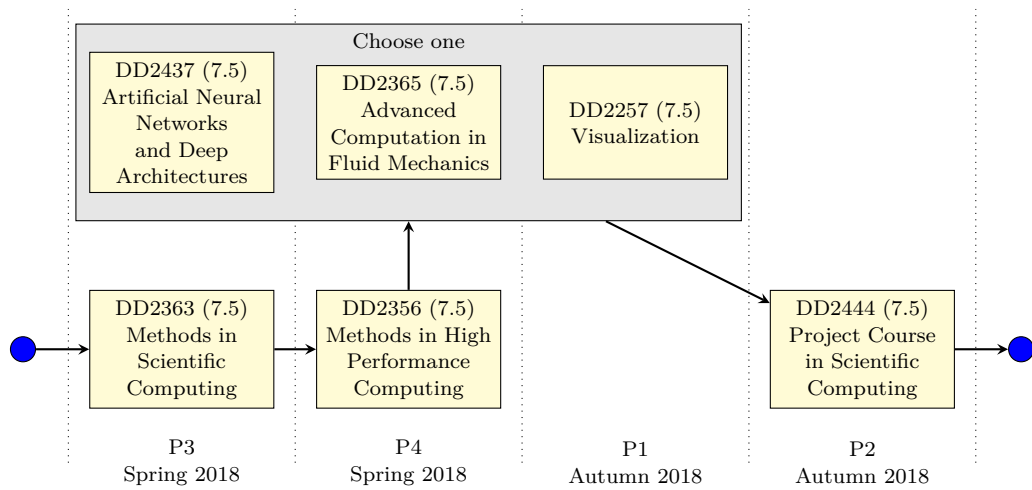 Choose one
DD2437 (7.5)
Artificial Neural
Networks
and Deep
Architectures
DD2365 (7.5)
Advanced
Computation in
Fluid Mechanics
DD2257 (7.5)
Visualization
DD2363 (7.5)
Methods in
Scientific
Computing
DD2356 (7.5)
Methods in High
Performance
Computing
DD2444 (7.5)
Project Course
in Scientific
Computing
P3
Spring 2018
P4
Spring 2018
P1
Autumn 2018
P2
Autumn 2018